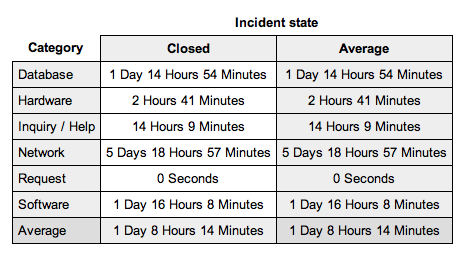 Incident state
Category Closed Average
Database 1 Day 14 Hours 54 Minutes 1 Day 14 Hours 54 Minutes
Hardware 2 Hours 41 Minutes 2 Hours 41 Minutes
Inquiry / Help 14 Hours 9 Minutes 14 Hours 9 Minutes
Network 5 Days 18 Hours 57 Minutes 5 Days 18 Hours 57 Minutes
Request 0 Seconds 0 Seconds
Software 1 Day 16 Hours 8 Minutes 1 Day 16 Hours 8 Minutes
Average 1 Day 8 Hours 14 Minutes 1 Day 8 Hours 14 Minutes